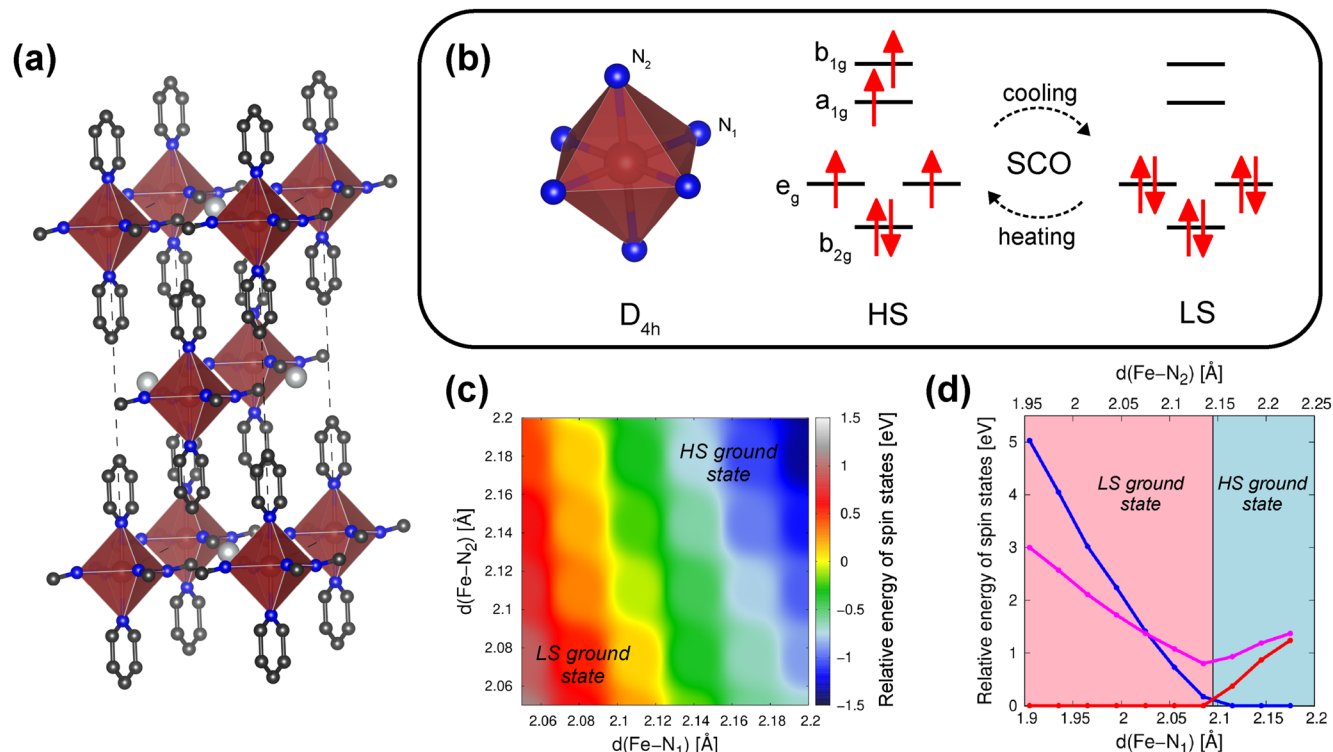 (a)
(b)
N2
N1
D4h
b1g
a1g
eg
b2g
HS
cooling
SCO
heating
LS
(c)
d(Fe−N2) [Å]
2.2
2.18
2.16
2.14
2.12
2.1
2.08
2.06
HS ground
state
LS ground
state
2.06 2.08 2.1 2.12 2.14 2.16 2.18 2.2
d(Fe−N1) [Å]
1.5
1
0.5
0
−0.5
−1
−1.5
Relative energy of spin states [eV]
(d)
d(Fe−N2) [Å]
1.95 2 2.05 2.1 2.15 2.2 2.25
Relative energy of spin states [eV]
5
4
3
2
1
0
LS ground
state
HS ground
state
1.9 1.95 2 2.05 2.1 2.15 2.2
d(Fe−N1) [Å]